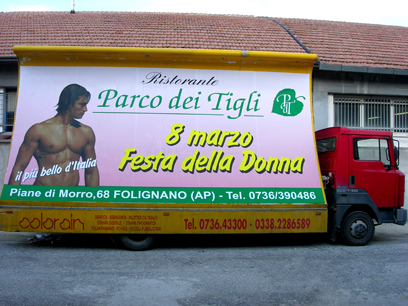 Ristorante
Parco dei Tigli
PdT
8 marzo
Festa della Donna
il più bello d'Italia
Piane di Morro,68 FOLIGNANO (AP) - Tel. 0736/390486
colorain
Tel. 0736.43300 - 0338.2286589